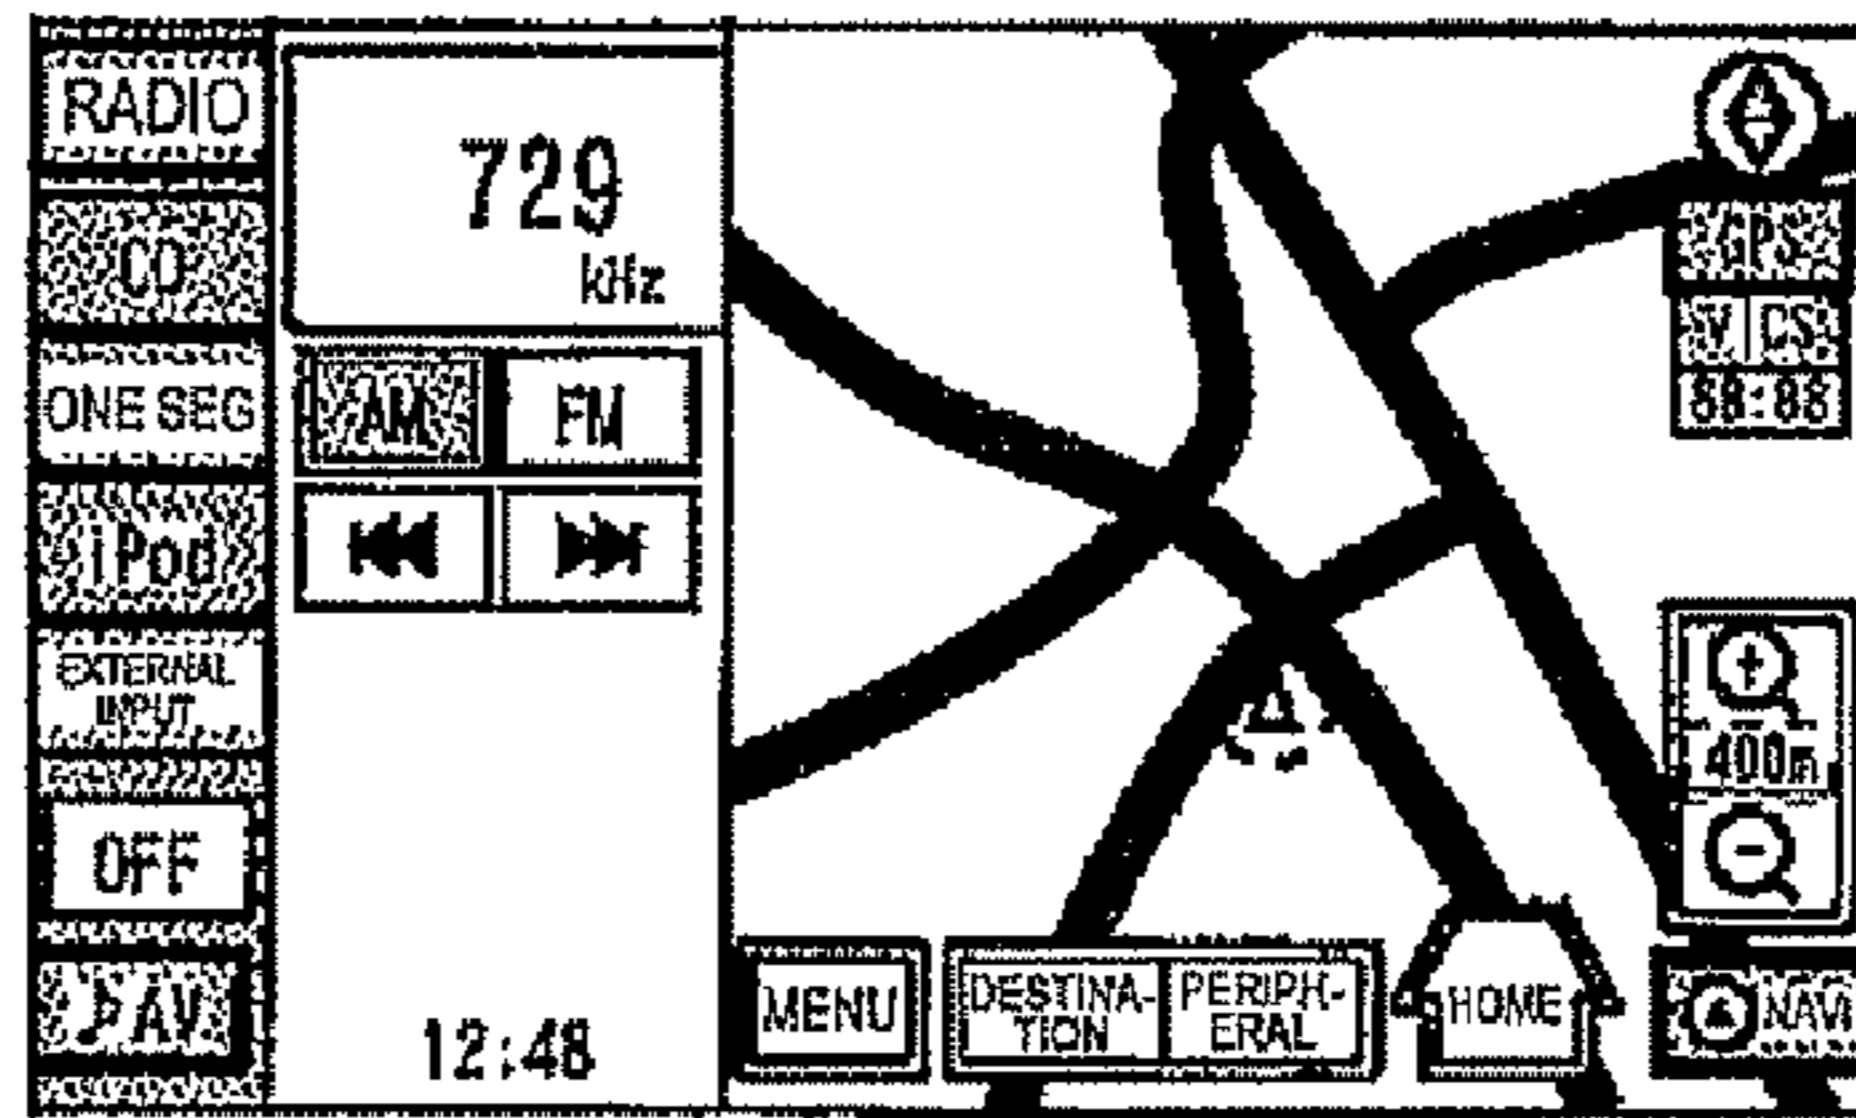 RADIO
CD
ONE SEG
iPod
EXTERNAL
INPUT
OFF
♪ AV
729
kHz
AM
FM
12:48
MENU
DESTINA-
TION
PERIPH-
ERAL
HOME
NAVI
GPS
VICS
88:88
400m